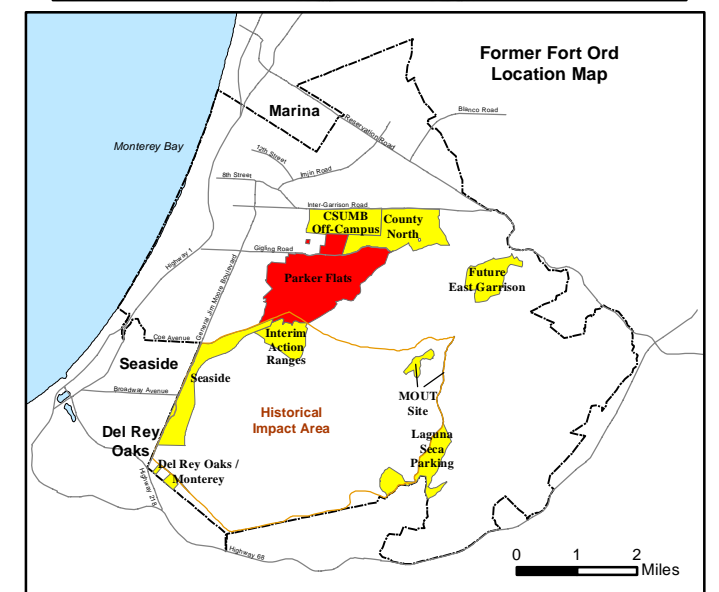 Former Fort Ord
Location Map
Marina
Blanco Road
Reservation Road
Monterey Bay
12th Street
Imjin Road
8th Street
Inter-Garrison Road
CSUMB
Off-Campus
County
North
Gigling Road
Highway 1
General Jim Moore Boulevard
Parker Flats
Future
East Garrison
Coe Avenue
Interim
Action
Ranges
Seaside
Seaside
Broadway Avenue
MOUT
Site
Historical
Impact Area
Del Rey
Oaks
Laguna
Seca
Parking
Del Rey Oaks /
Monterey
Highway 218
Highway 68
0 1 2
Miles